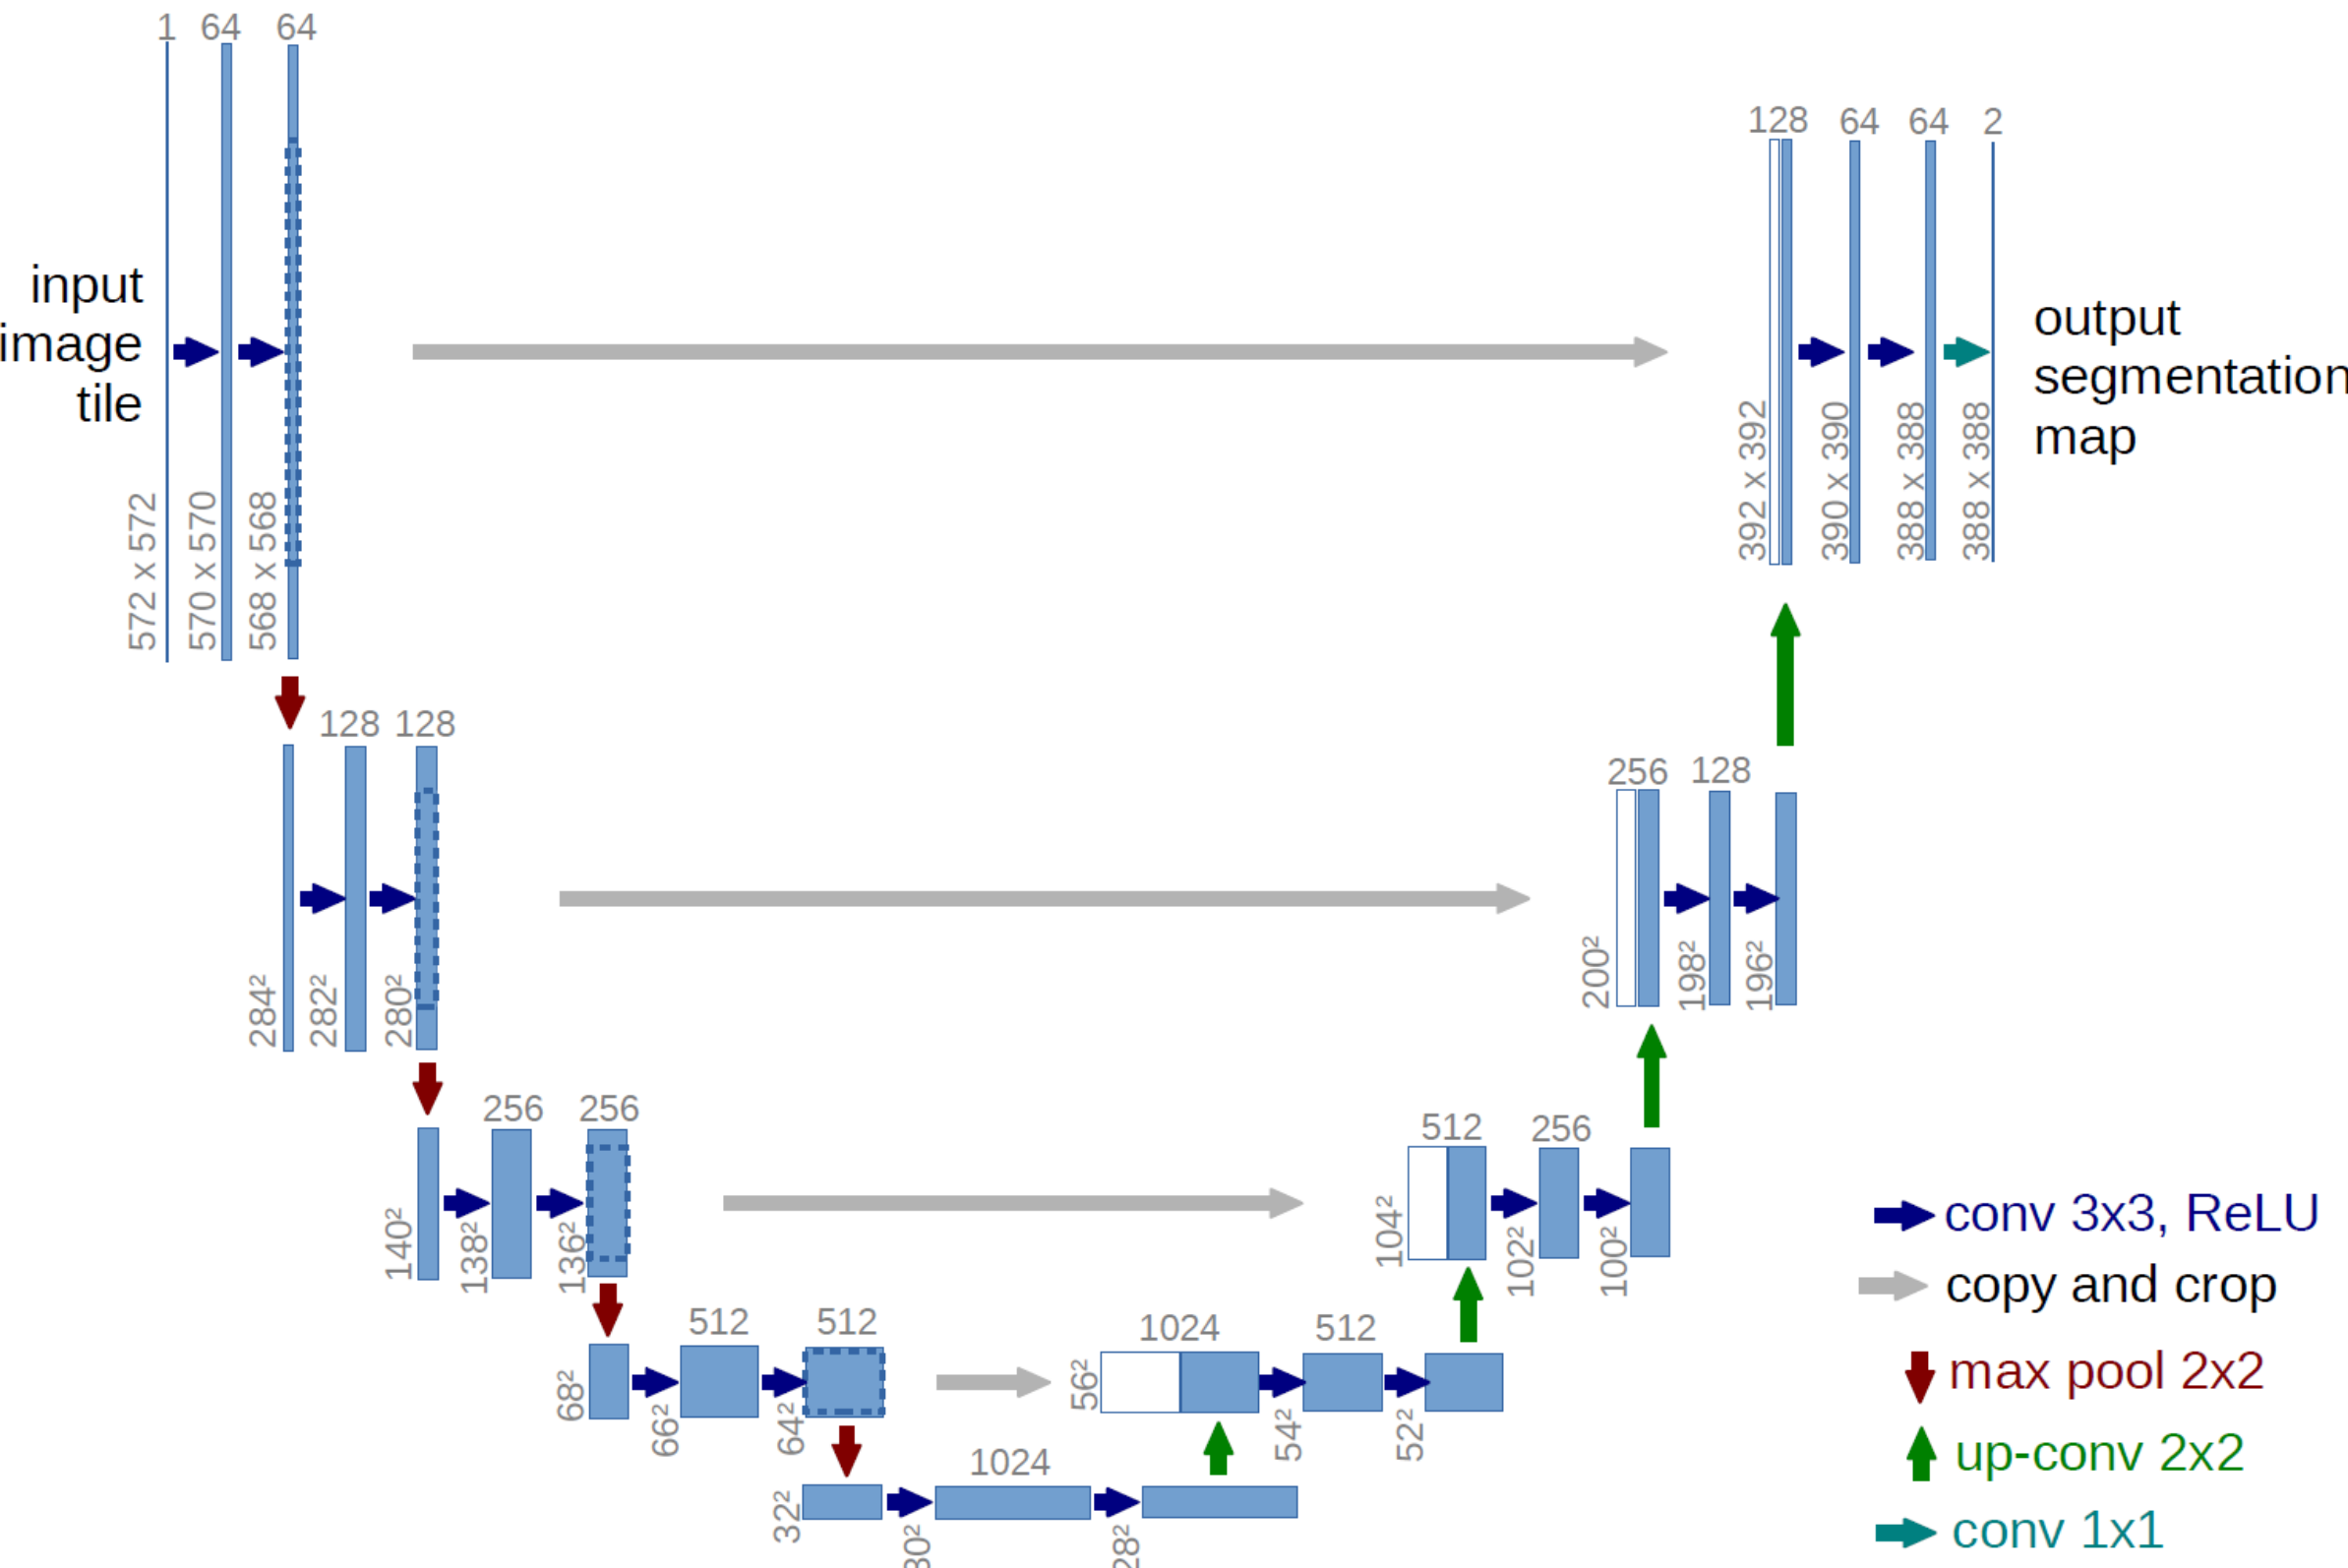 1 64 64
128 64 64 2
input
image
tile
output
segmentation
map
572 x 572
570 x 570
568 x 568
392 x 392
390 x 390
388 x 388
388 x 388
128 128
256 128
284²
282²
280²
200²
198²
196²
256 256
512 256
140²
138²
136²
104²
102²
100²
512 512
1024 512
68²
66²
64²
56²
54²
52²
1024
32²
30²
28²
conv 3x3, ReLU
copy and crop
max pool 2x2
up-conv 2x2
conv 1x1